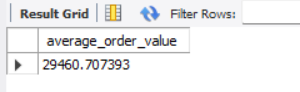 Result Grid Filter Rows:
average_order_value
29460.707393